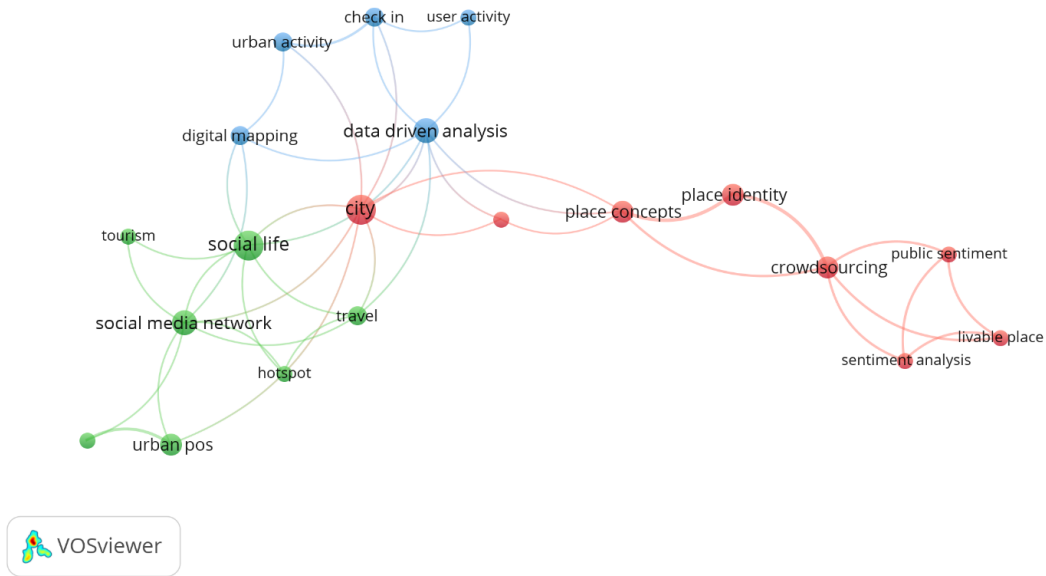 check in
user activity
urban activity
data driven analysis
digital mapping
place identity
city
place concepts
tourism
social life
public sentiment
crowdsourcing
social media network
travel
livable place
sentiment analysis
hotspot
urban pos
VOSviewer